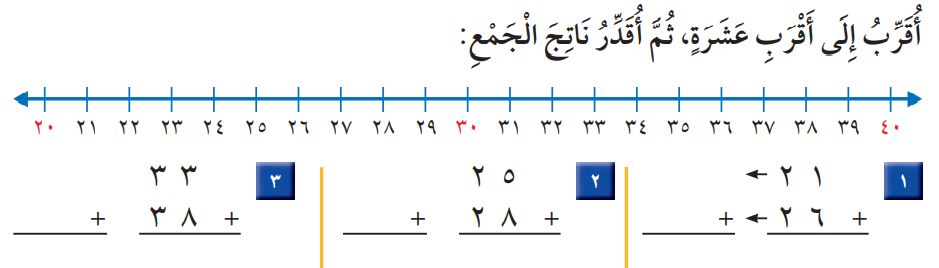 أُقَرِّبُ إِلَى أَقْرَبِ عَشَرَةٍ، ثُمَّ أُقَدِّرُ نَاتِجَ الْجَمْعِ:
٢٠ ٢١ ٢٢ ٢٣ ٢٤ ٢٥ ٢٦ ٢٧ ٢٨ ٢٩ ٣٠ ٣١ ٣٢ ٣٣ ٣٤ ٣٥ ٣٦ ٣٧ ٣٨ ٣٩ ٤٠
١
٢١ ←
+ ٢٦ ← +
٢
٢٥
+ ٢٨ +
٣
٣٣
+ ٣٨ +